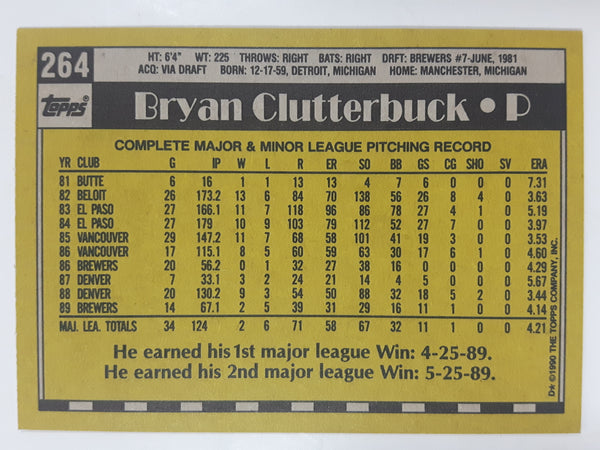 264
HT: 6'4" WT: 225 THROWS: RIGHT BATS: RIGHT DRFT: BREWERS #7-JUNE, 1981
ACQ: VIA DRAFT BORN: 12-17-59, DETROIT, MICHIGAN HOME: MANCHESTER, MICHIGAN
Topps®
Bryan Clutterbuck • P
COMPLETE MAJOR & MINOR LEAGUE PITCHING RECORD
YR CLUB G IP W L R ER SO BB GS CG SHO SV ERA
81 BUTTE 6 16 1 1 13 13 4 7 6 0 0 0 7.31
82 BELOIT 26 173.2 13 6 84 70 138 56 26 8 4 0 3.63
83 EL PASO 27 166.1 11 7 118 96 86 78 27 4 1 0 5.19
84 EL PASO 27 179 10 9 103 79 112 52 27 7 0 0 3.97
85 VANCOUVER 29 147.2 11 7 68 58 101 41 19 3 0 0 3.53
86 VANCOUVER 17 115.1 8 5 60 59 63 30 17 6 1 0 4.60
86 BREWERS 20 56.2 0 1 32 27 38 16 0 0 0 0 4.29
87 DENVER 7 33.1 2 3 24 21 14 4 5 0 0 0 5.67
88 DENVER 20 130.2 9 3 54 50 88 32 18 5 2 0 3.44
89 BREWERS 14 67.1 2 5 39 31 29 16 11 1 0 0 4.14
MAJ. LEA. TOTALS 34 124 2 6 71 58 67 32 11 1 0 0 4.21
He earned his 1st major league Win: 4-25-89.
He earned his 2nd major league Win: 5-25-89.
D★ ©1990 THE TOPPS COMPANY, INC.